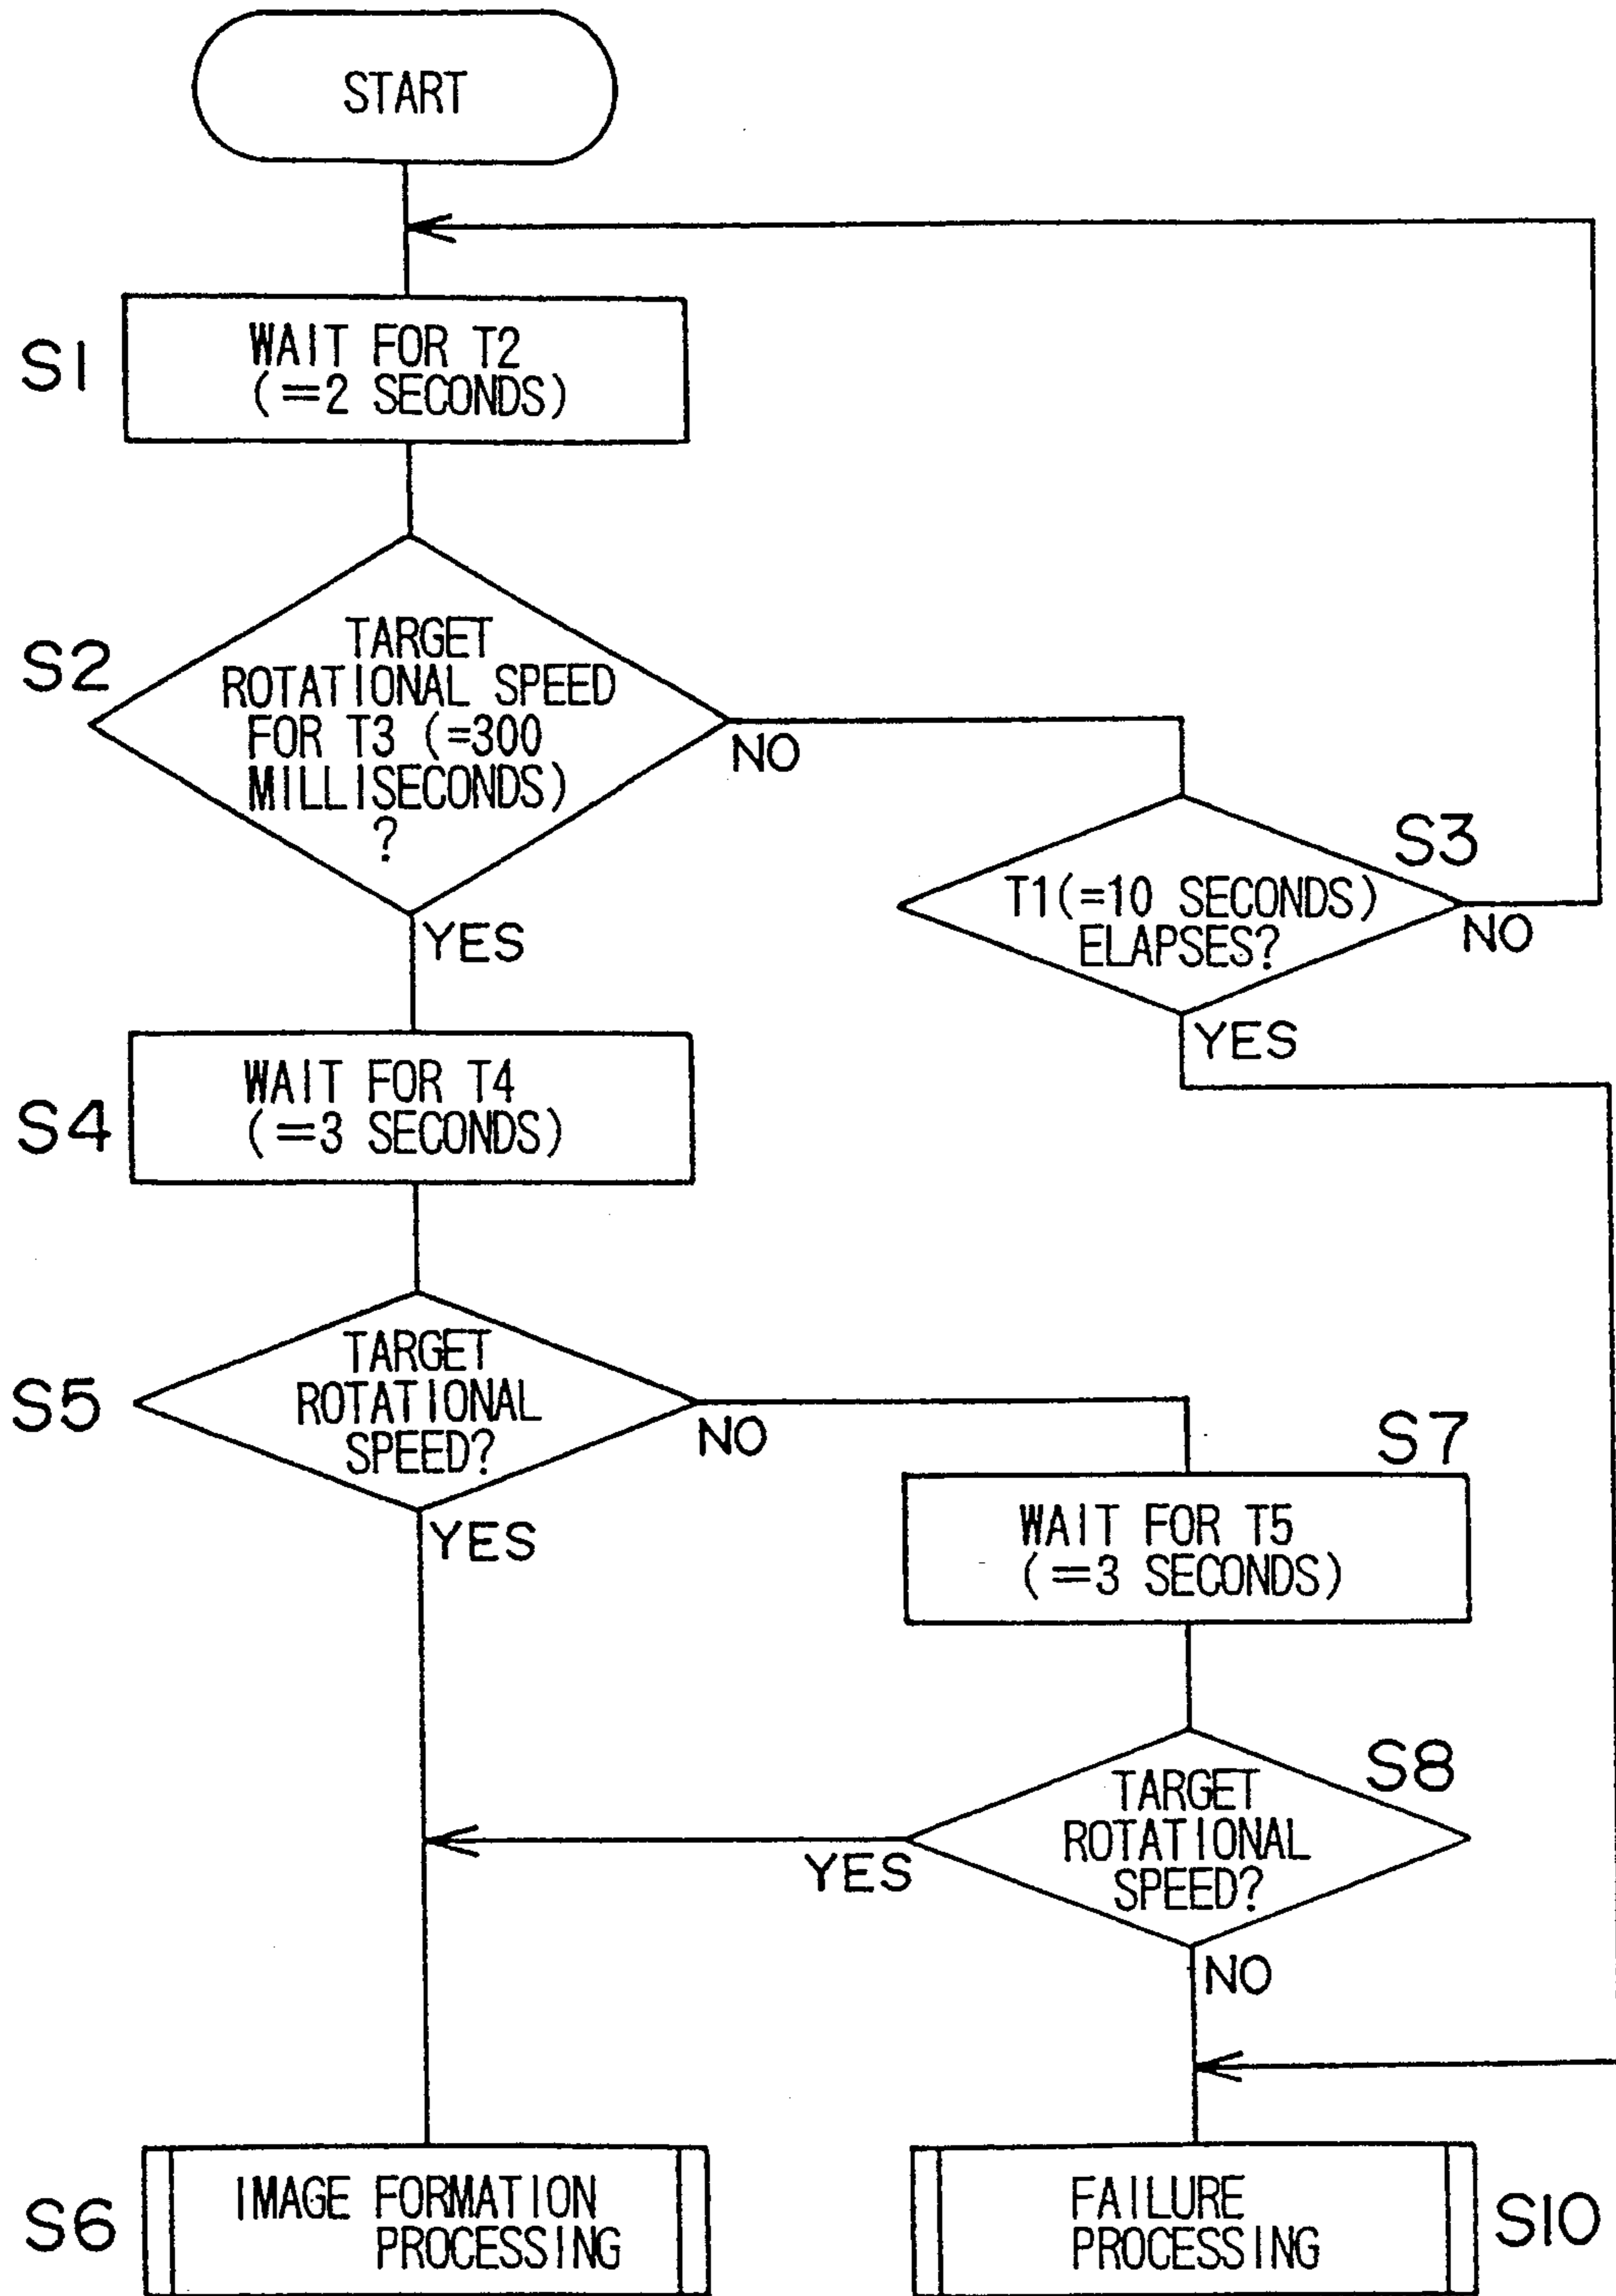 START
S1
WAIT FOR T2
(=2 SECONDS)
S2
TARGET
ROTATIONAL SPEED
FOR T3 (=300
MILLISECONDS)
?
NO
YES
S3
T1(=10 SECONDS)
ELAPSES?
NO
YES
S4
WAIT FOR T4
(=3 SECONDS)
S5
TARGET
ROTATIONAL
SPEED?
NO
YES
S7
WAIT FOR T5
(=3 SECONDS)
S8
TARGET
ROTATIONAL
SPEED?
YES
NO
S6
IMAGE FORMATION
PROCESSING
FAILURE
PROCESSING
S10